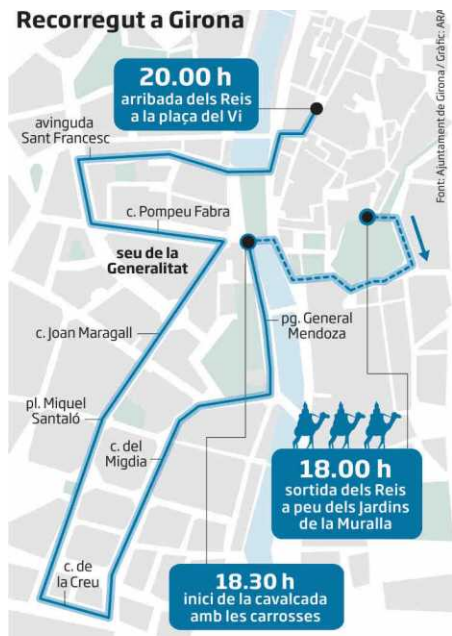 Recorregut a Girona
20.00 h
arribada dels Reis
a la plaça del Vi
avinguda
Sant Francesc
c. Pompeu Fabra
seu de la
Generalitat
c. Joan Maragall
pg. General
Mendoza
pl. Miquel
Santaló
c. del
Migdia
18.00 h
sortida dels Reis
a peu dels Jardins
de la Muralla
c. de
la Creu
18.30 h
inici de la cavalcada
amb les carrosses
Font: Ajuntament de Girona / Gràfic: ARA